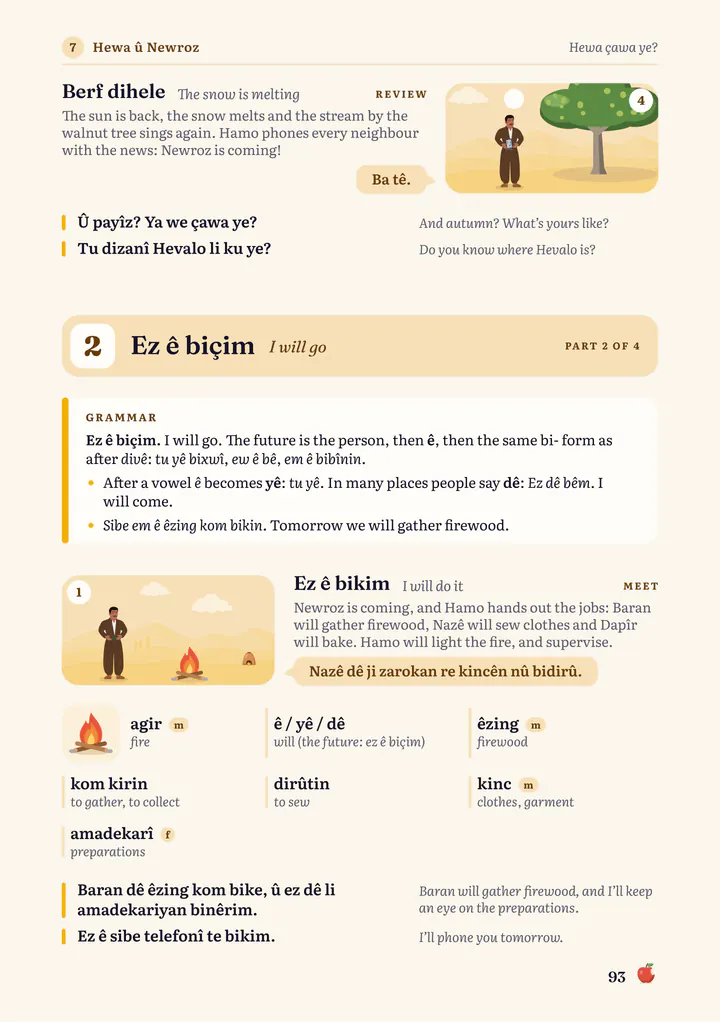 7 Hewa û Newroz
Hewa çawa ye?
Berf dihele The snow is melting REVIEW
The sun is back, the snow melts and the stream by the
walnut tree sings again. Hamo phones every neighbour
with the news: Newroz is coming!
4
Ba tê.
Û payîz? Ya we çawa ye? And autumn? What's yours like?
Tu dizanî Hevalo li ku ye? Do you know where Hevalo is?
2 Ez ê biçim I will go PART 2 OF 4
GRAMMAR
Ez ê biçim. I will go. The future is the person, then ê, then the same bi- form as
after divê: tu yê bixwî, ew ê bê, em ê bibînin.
• After a vowel ê becomes yê: tu yê. In many places people say dê: Ez dê bêm. I
will come.
• Sibe em ê êzing kom bikin. Tomorrow we will gather firewood.
1
Ez ê bikim I will do it MEET
Newroz is coming, and Hamo hands out the jobs: Baran
will gather firewood, Nazê will sew clothes and Dapîr
will bake. Hamo will light the fire, and supervise.
Nazê dê ji zarokan re kincên nû bidirû.
agir m
fire
ê / yê / dê
will (the future: ez ê biçim)
êzing m
firewood
kom kirin
to gather, to collect
dirûtin
to sew
kinc m
clothes, garment
amadekarî f
preparations
Baran dê êzing kom bike, û ez dê li
amadekariyan binêrim.
Baran will gather firewood, and I'll keep
an eye on the preparations.
Ez ê sibe telefonî te bikim. I'll phone you tomorrow.
93